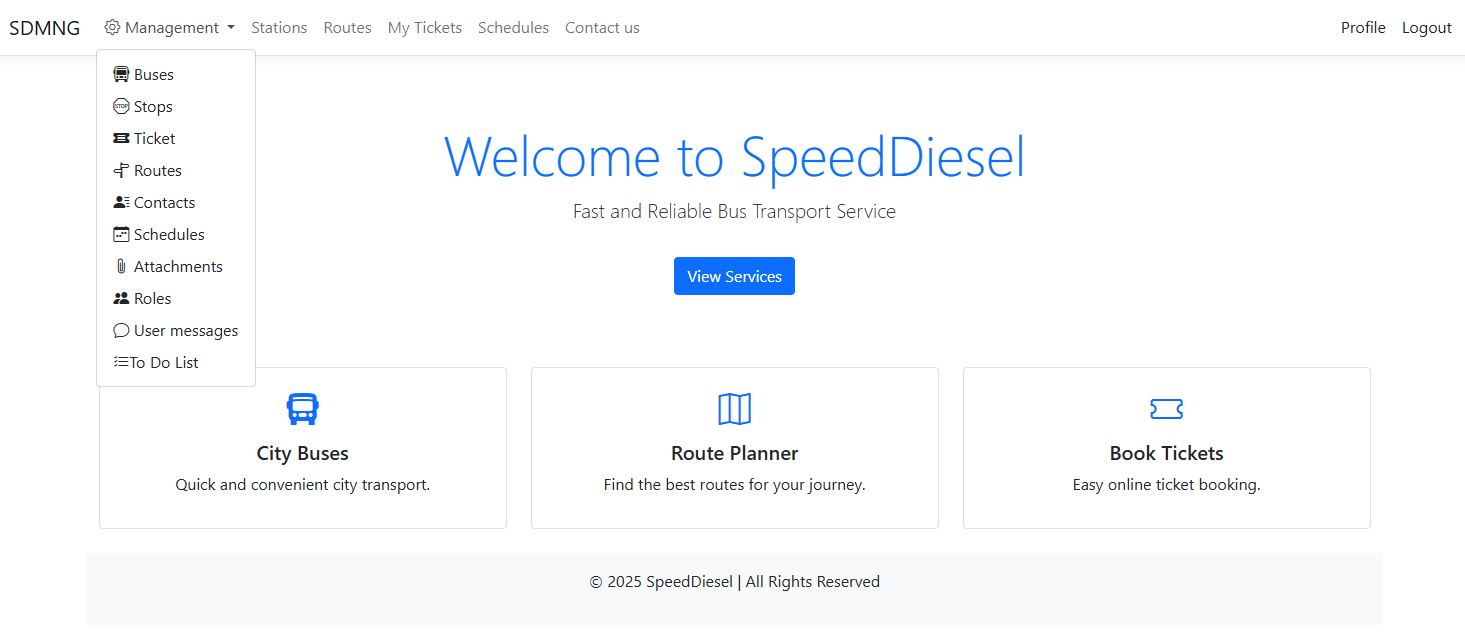 SDMNG Management Stations Routes My Tickets Schedules Contact us Profile Logout
Buses
STOP Stops
Ticket
Routes
Contacts
Schedules
Attachments
Roles
User messages
To Do List
Welcome to SpeedDiesel
Fast and Reliable Bus Transport Service
View Services
City Buses
Quick and convenient city transport.
Route Planner
Find the best routes for your journey.
Book Tickets
Easy online ticket booking.
© 2025 SpeedDiesel | All Rights Reserved